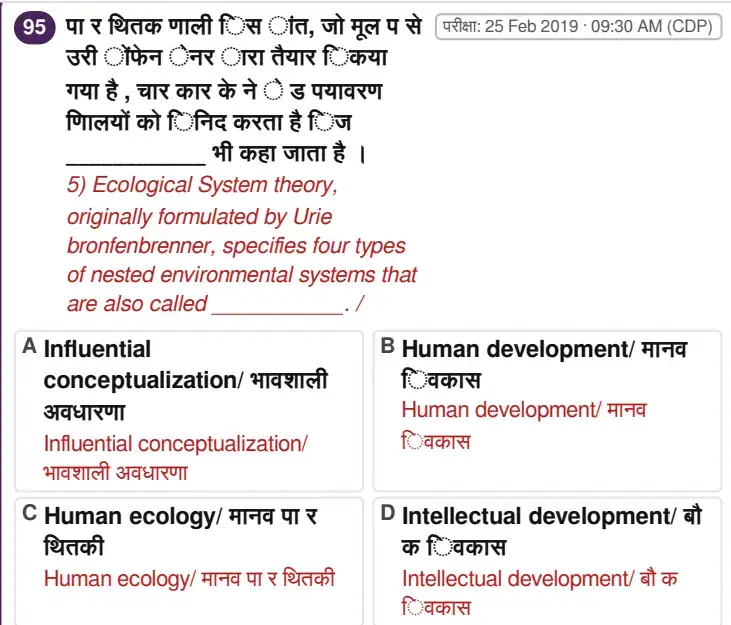 95 पा र थितक णाली िस ांत, जो मूल प से
परीक्षा: 25 Feb 2019 · 09:30 AM (CDP)
उरी ोंफेन ेनर ारा तैयार िकया
गया है , चार कार के ने े ड पयावरण
णािलयों को िनिद करता है िज
____________ भी कहा जाता है ।
5) Ecological System theory,
originally formulated by Urie
bronfenbrenner, specifies four types
of nested environmental systems that
are also called ____________. /
A Influential
conceptualization/ भावशाली
अवधारणा
Influential conceptualization/
भावशाली अवधारणा
B Human development/ मानव
िवकास
Human development/ मानव
िवकास
C Human ecology/ मानव पा र
थितकी
Human ecology/ मानव पा र थितकी
D Intellectual development/ बौ
क िवकास
Intellectual development/ बौ क
िवकास